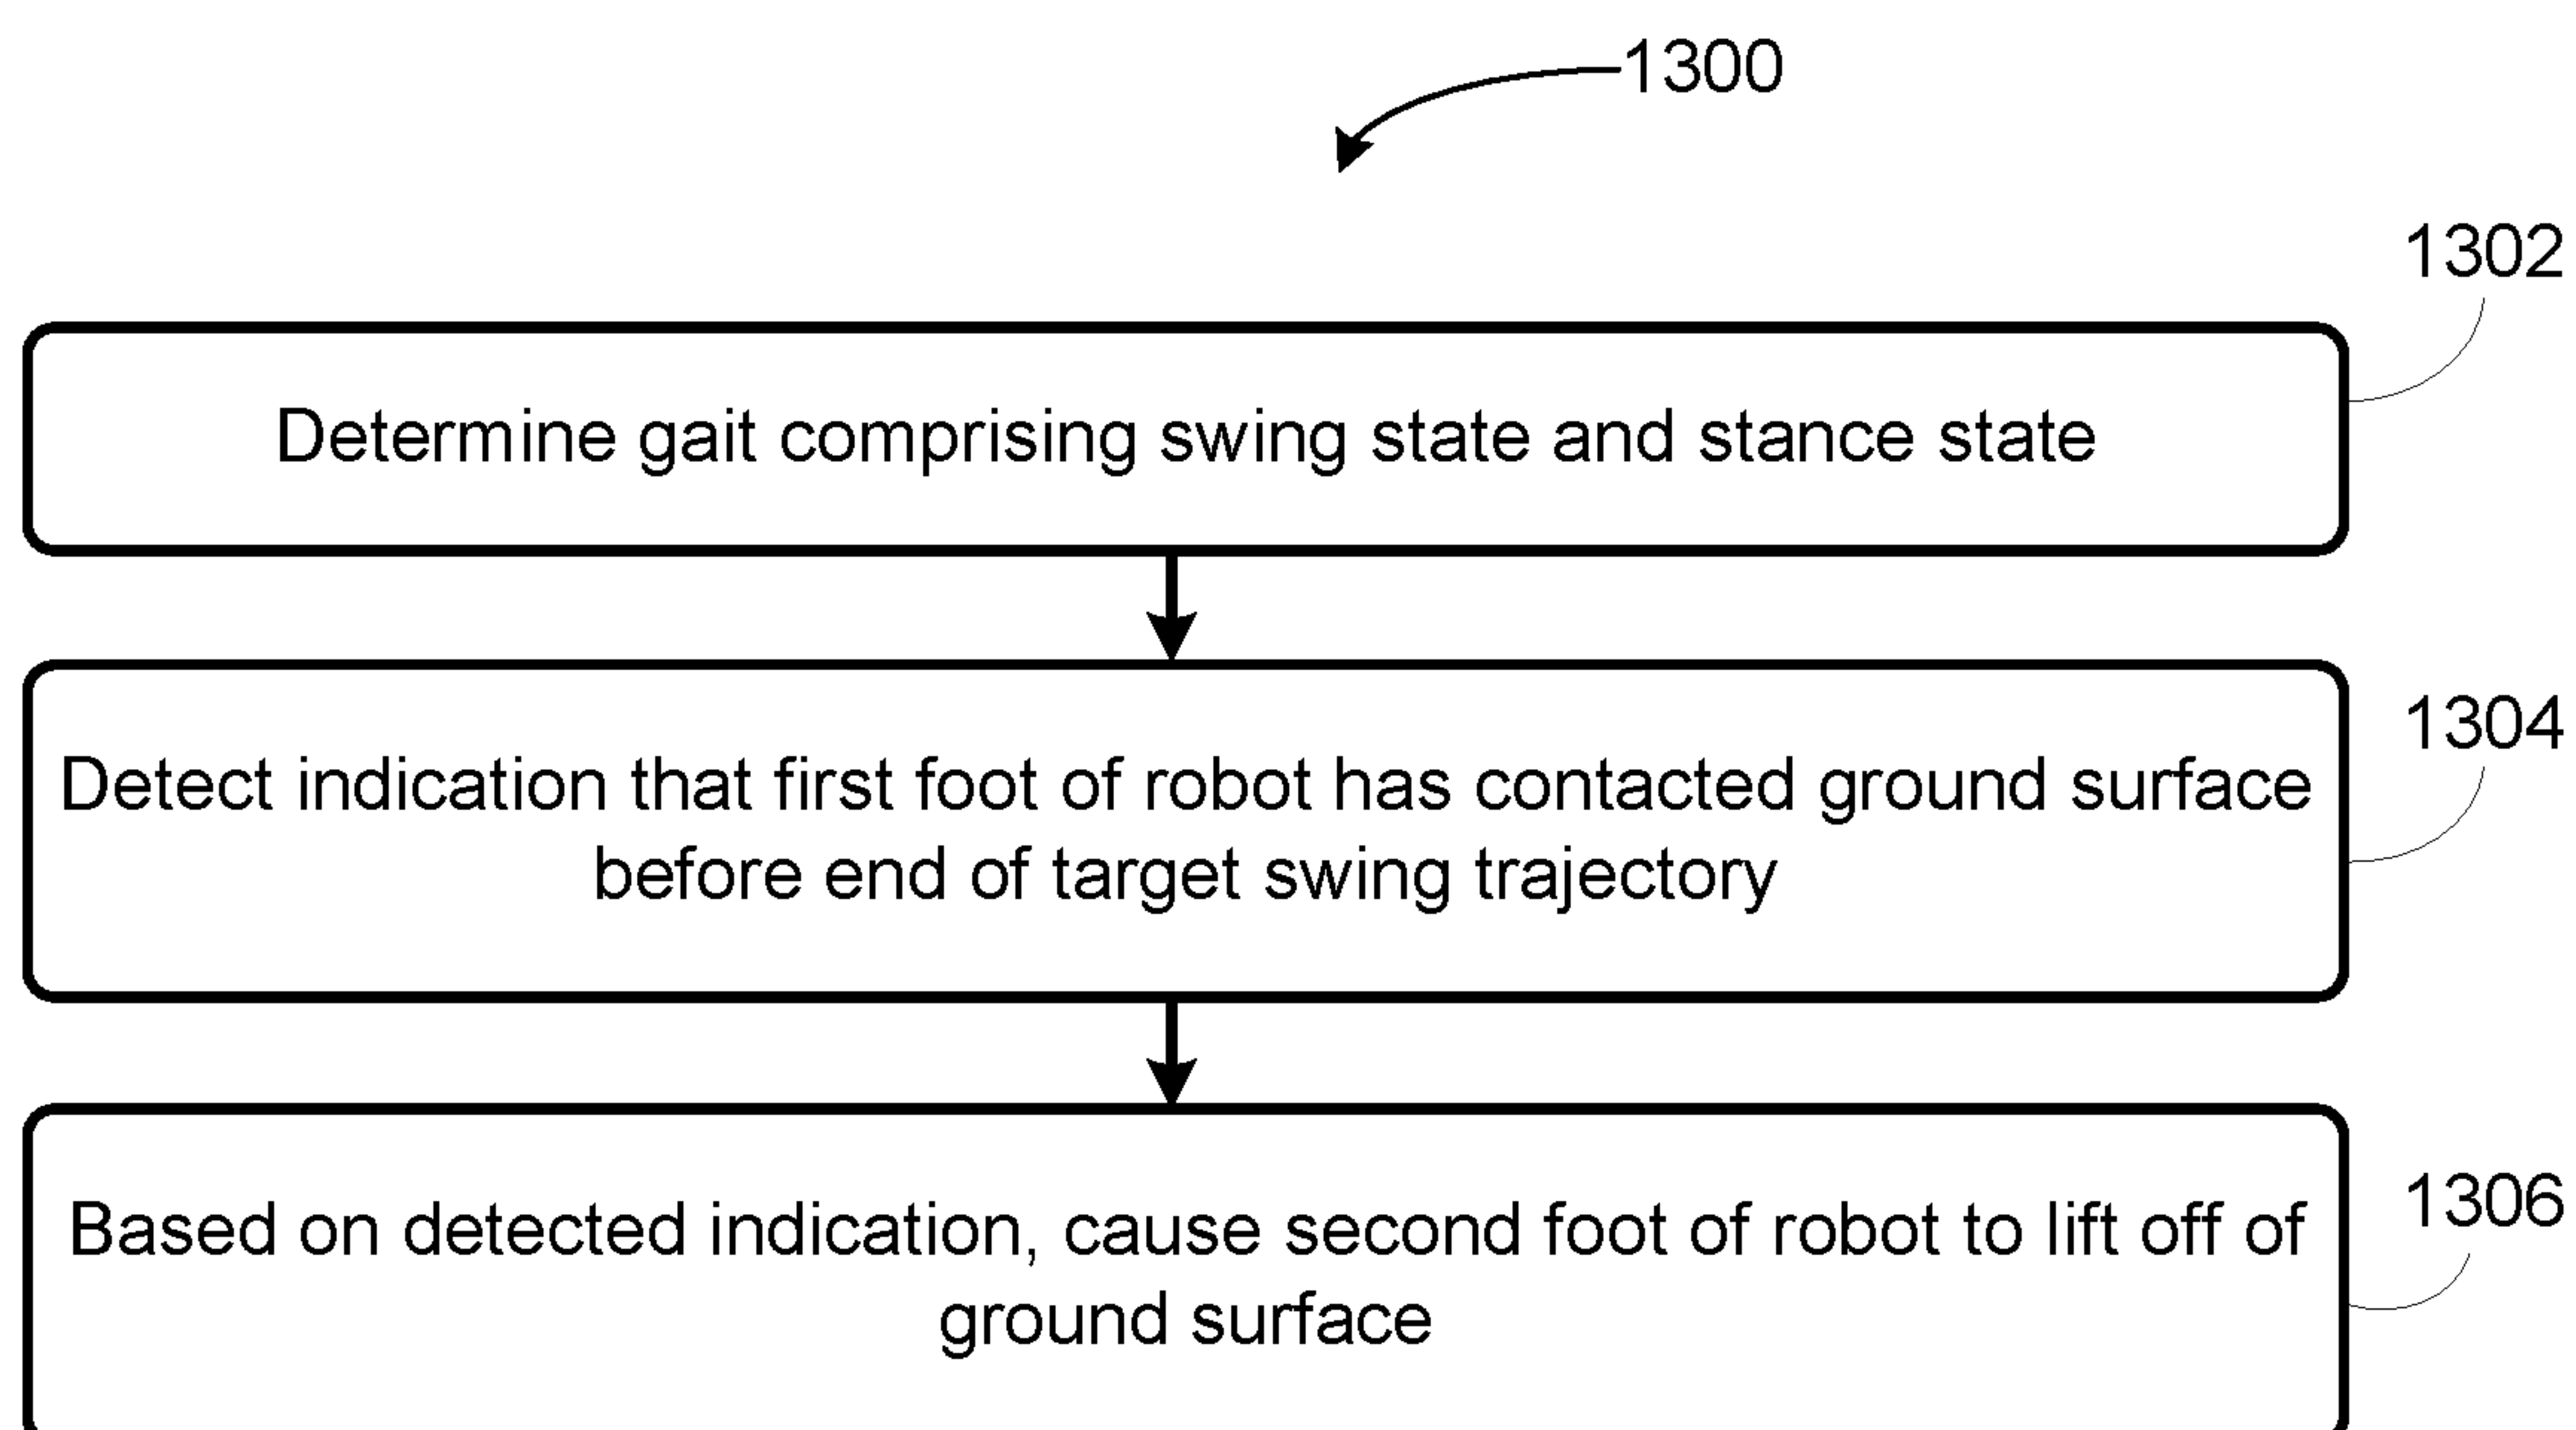 1300
1302
Determine gait comprising swing state and stance state
1304
Detect indication that first foot of robot has contacted ground surface
before end of target swing trajectory
1306
Based on detected indication, cause second foot of robot to lift off of
ground surface